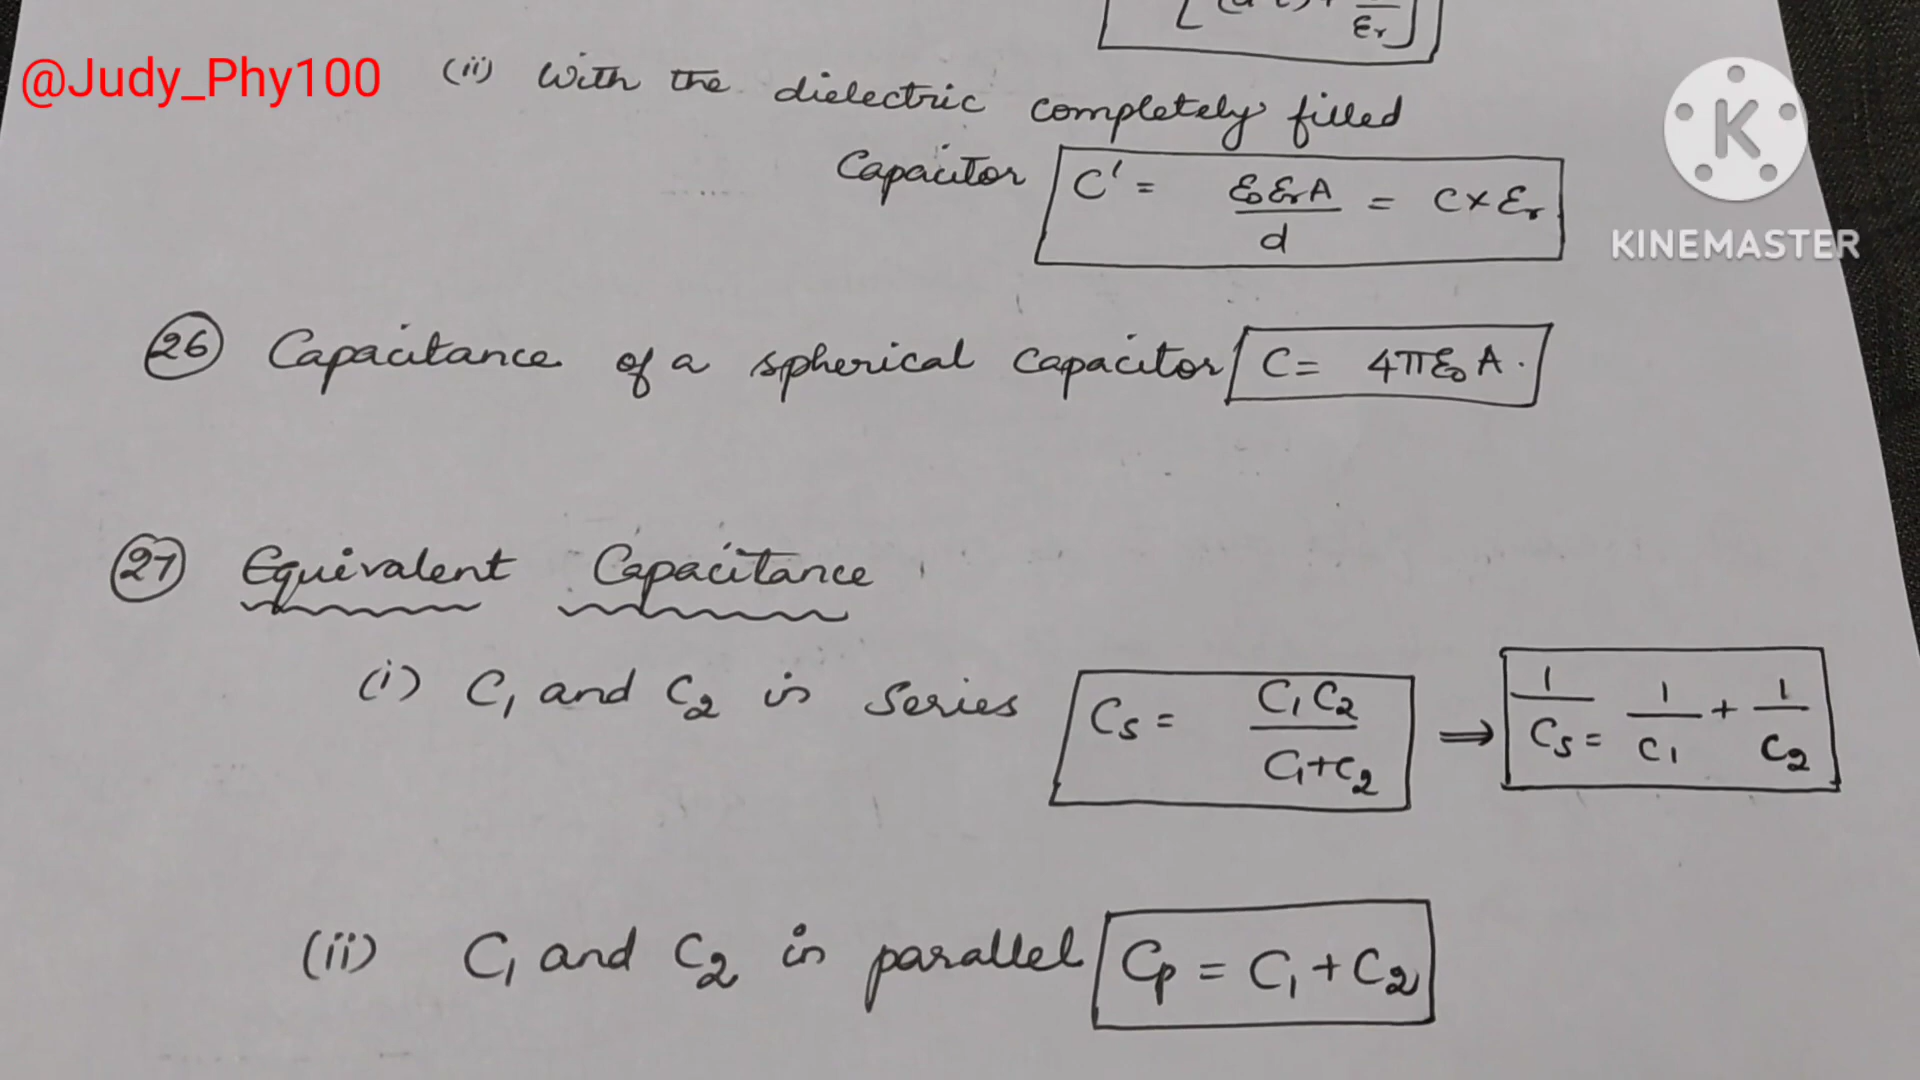 [(d-t)+ t/εr]
@Judy_Phy100
(ii) With the dielectric completely filled
Capacitor C' = ε₀εrA/d = C×εr
KINEMASTER
(26) Capacitance of a spherical capacitor C = 4πε₀A.
(27) Equivalent Capacitance
(i) C₁ and C₂ in Series Cs = C₁C₂/C₁+C₂ ⇒ 1/Cs = 1/C₁ + 1/C₂
(ii) C₁ and C₂ in parallel Cp = C₁+C₂